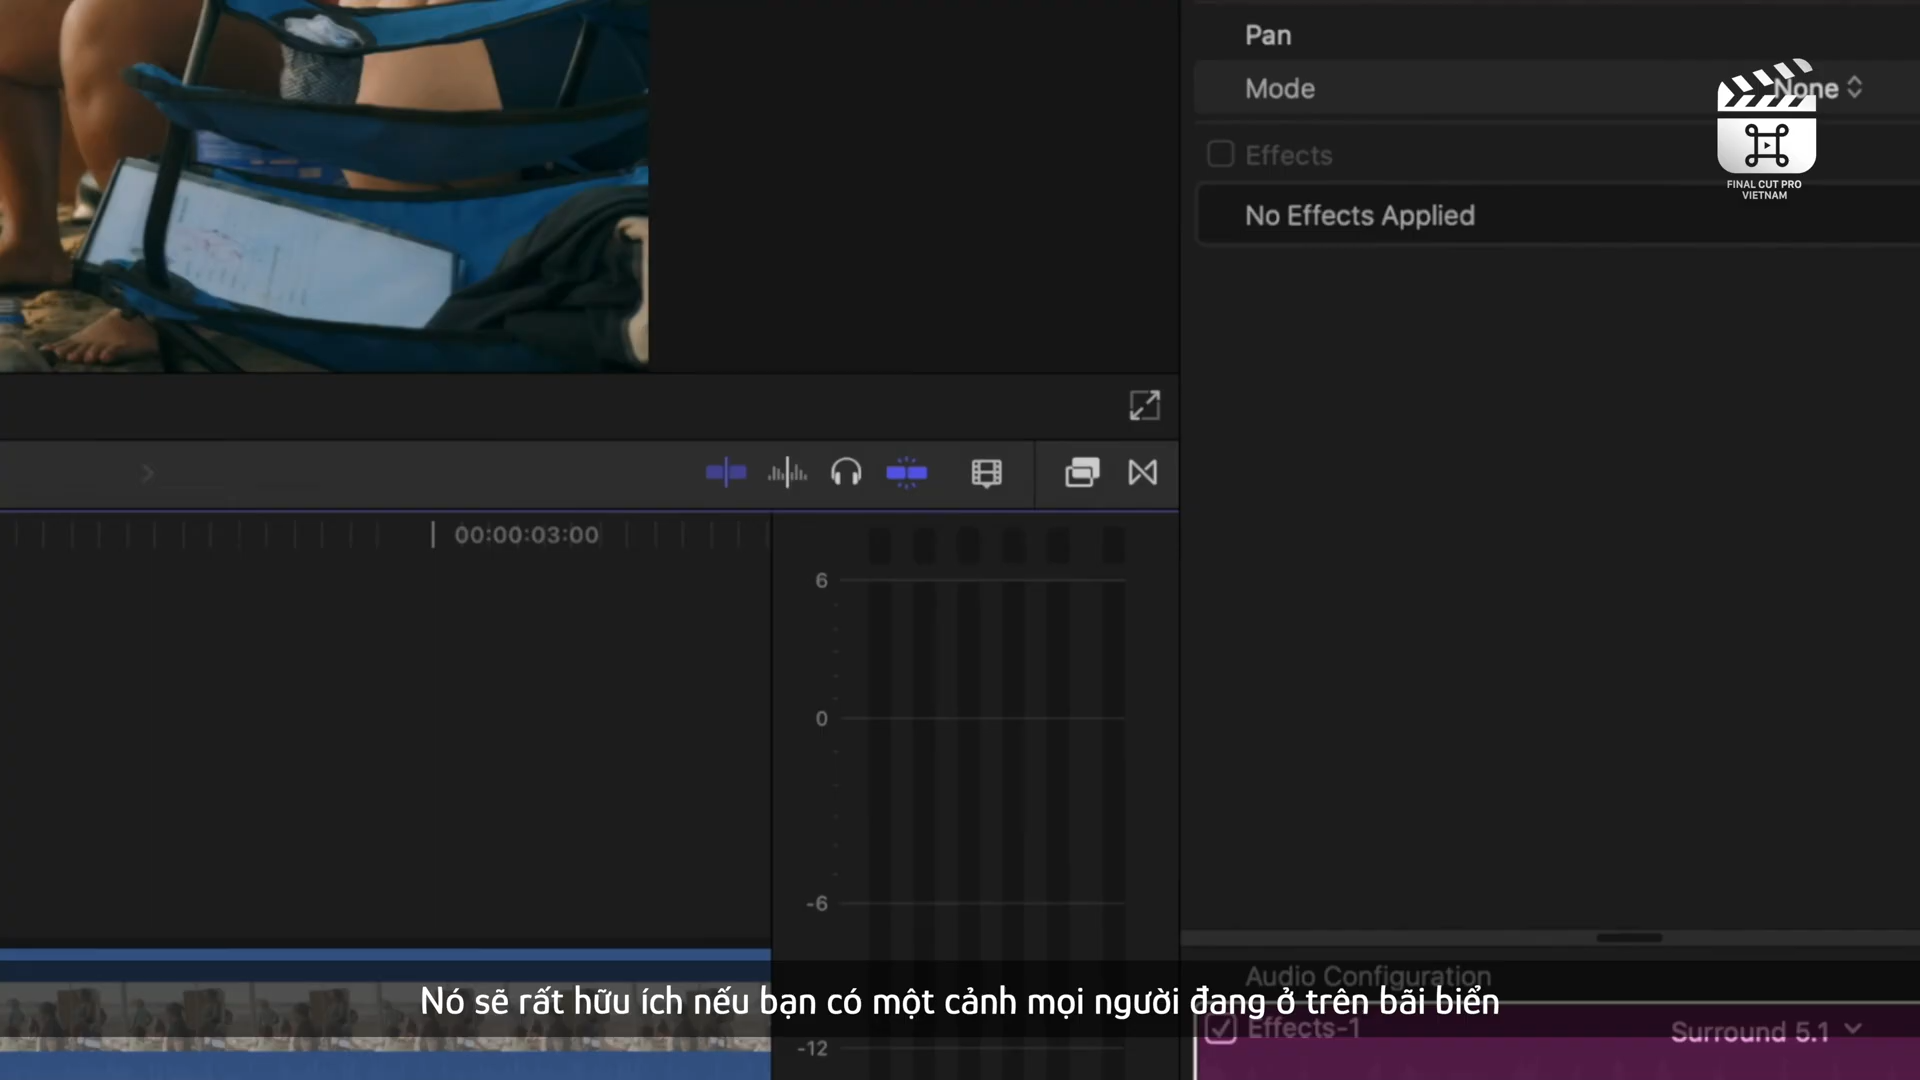 Pan
Mode
None
Effects
No Effects Applied
FINAL CUT PRO
VIETNAM
00:00:03:00
6
0
-6
-12
Audio Configuration
Nó sẽ rất hữu ích nếu bạn có một cảnh mọi người đang ở trên bãi biển
Effects-1
Surround 5.1